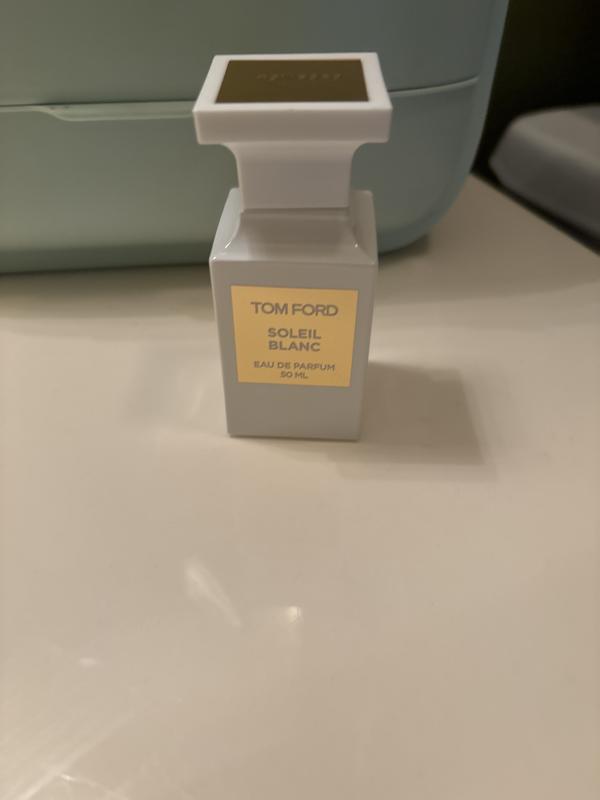 TOM FORD
SOLEIL
BLANC
EAU DE PARFUM
50 ML